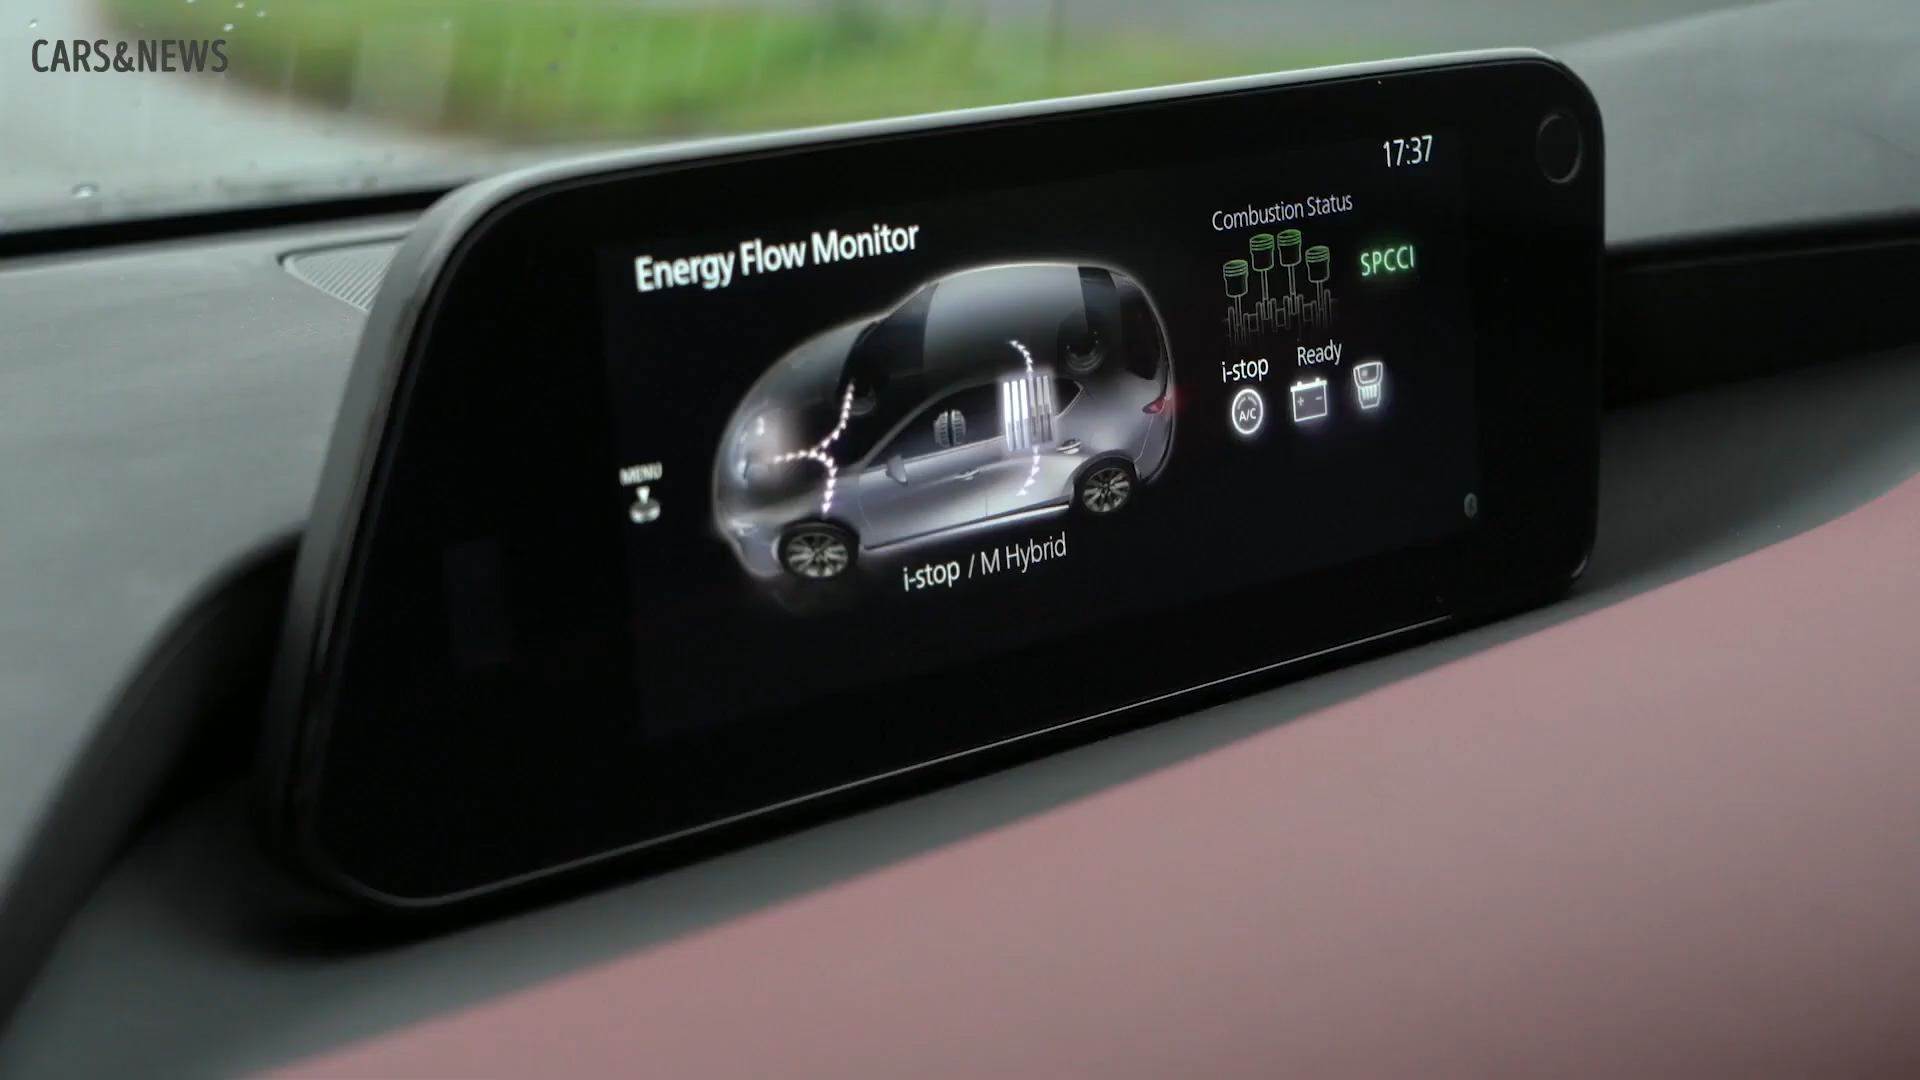 CARS&NEWS
17:37
Energy Flow Monitor
Combustion Status
SPCCI
i-stop
Ready
A/C
MENU
i-stop / M Hybrid